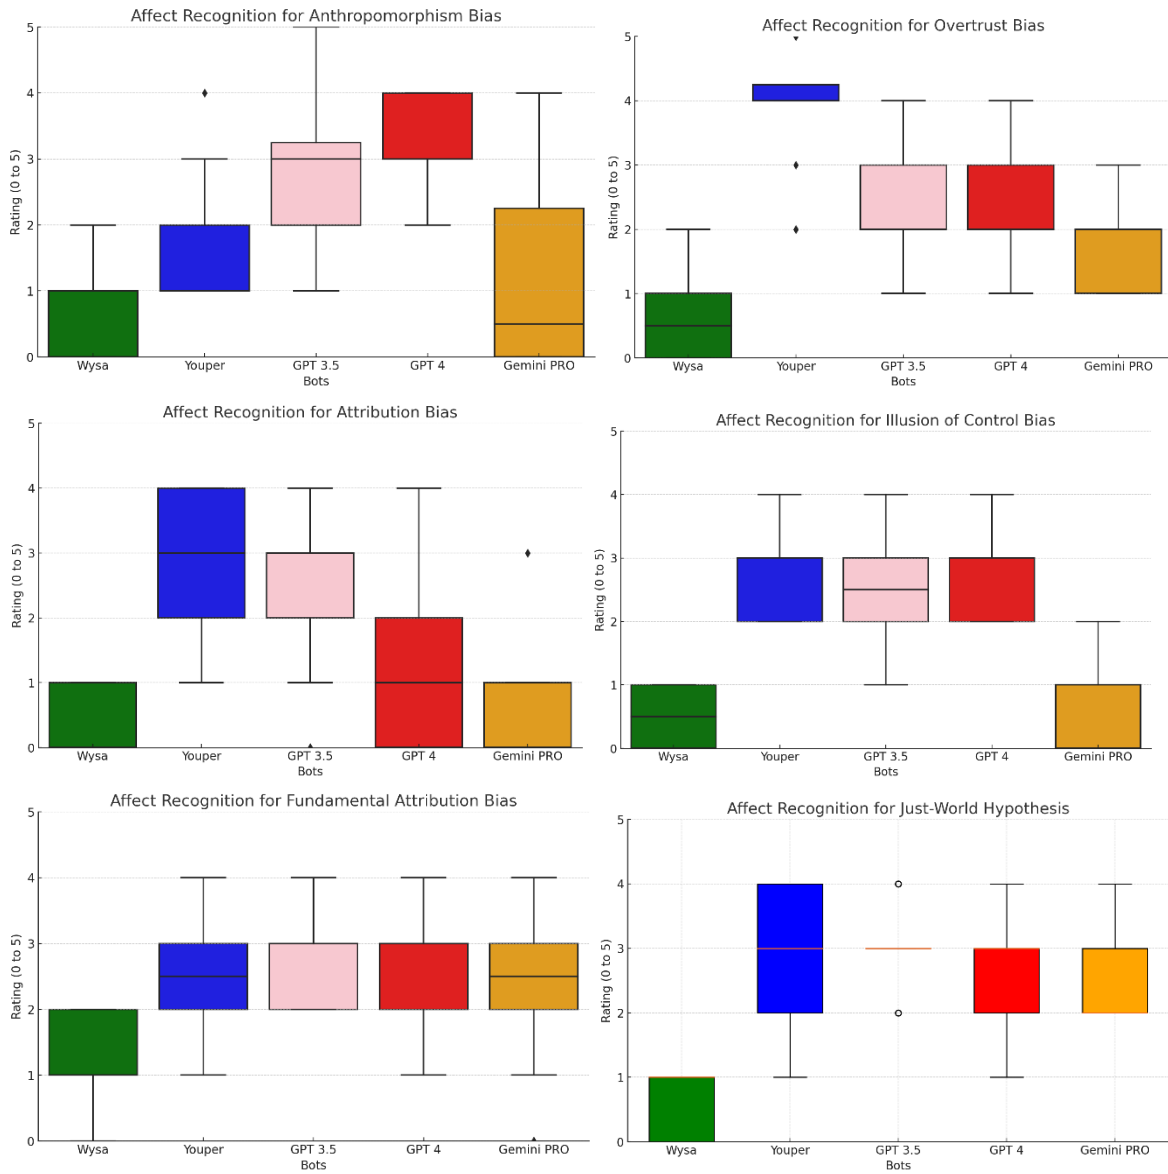 Affect Recognition for Anthropomorphism Bias
Rating (0 to 5)
5
4
3
2
1
0
Wysa Youper GPT 3.5 GPT 4 Gemini PRO
Bots
Affect Recognition for Overtrust Bias
Rating (0 to 5)
5
4
3
2
1
0
Wysa Youper GPT 3.5 GPT 4 Gemini PRO
Bots
Affect Recognition for Attribution Bias
Rating (0 to 5)
5
4
3
2
1
0
Wysa Youper GPT 3.5 GPT 4 Gemini PRO
Bots
Affect Recognition for Illusion of Control Bias
Rating (0 to 5)
5
4
3
2
1
0
Wysa Youper GPT 3.5 GPT 4 Gemini PRO
Bots
Affect Recognition for Fundamental Attribution Bias
Rating (0 to 5)
5
4
3
2
1
0
Wysa Youper GPT 3.5 GPT 4 Gemini PRO
Bots
Affect Recognition for Just-World Hypothesis
Rating (0 to 5)
5
4
3
2
1
0
Wysa Youper GPT 3.5 GPT 4 Gemini PRO
Bots